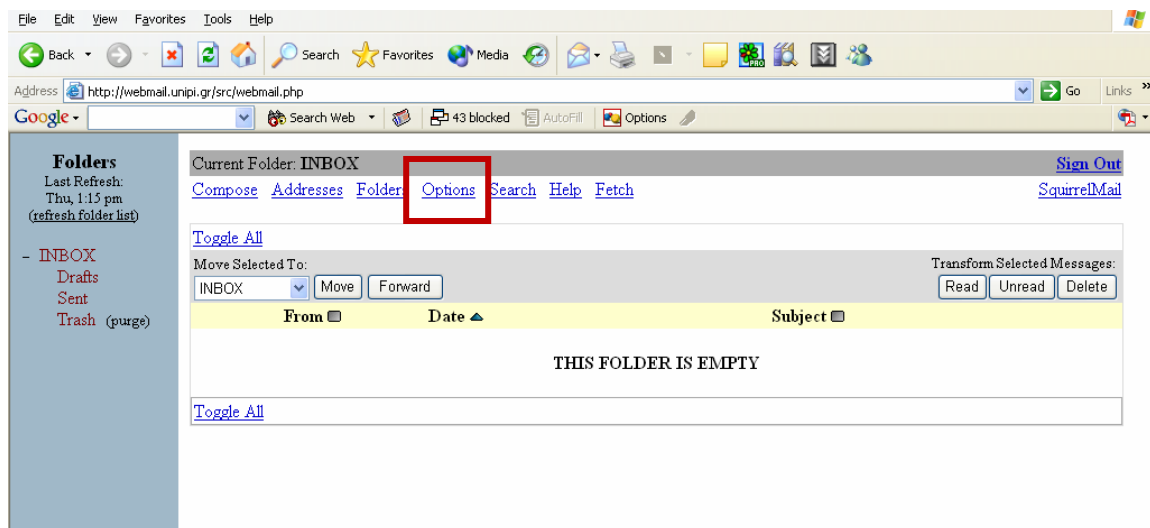 File Edit View Favorites Tools Help
Back Search Favorites Media
Address http://webmail.unipi.gr/src/webmail.php Go Links »
Google Search Web 43 blocked AutoFill Options
Folders
Last Refresh:
Thu, 1:15 pm
(refresh folder list)
– INBOX
Drafts
Sent
Trash (purge)
Current Folder: INBOX Sign Out
Compose Addresses Folders Options Search Help Fetch SquirrelMail
Toggle All
Move Selected To: Transform Selected Messages:
INBOX Move Forward Read Unread Delete
From Date Subject
THIS FOLDER IS EMPTY
Toggle All